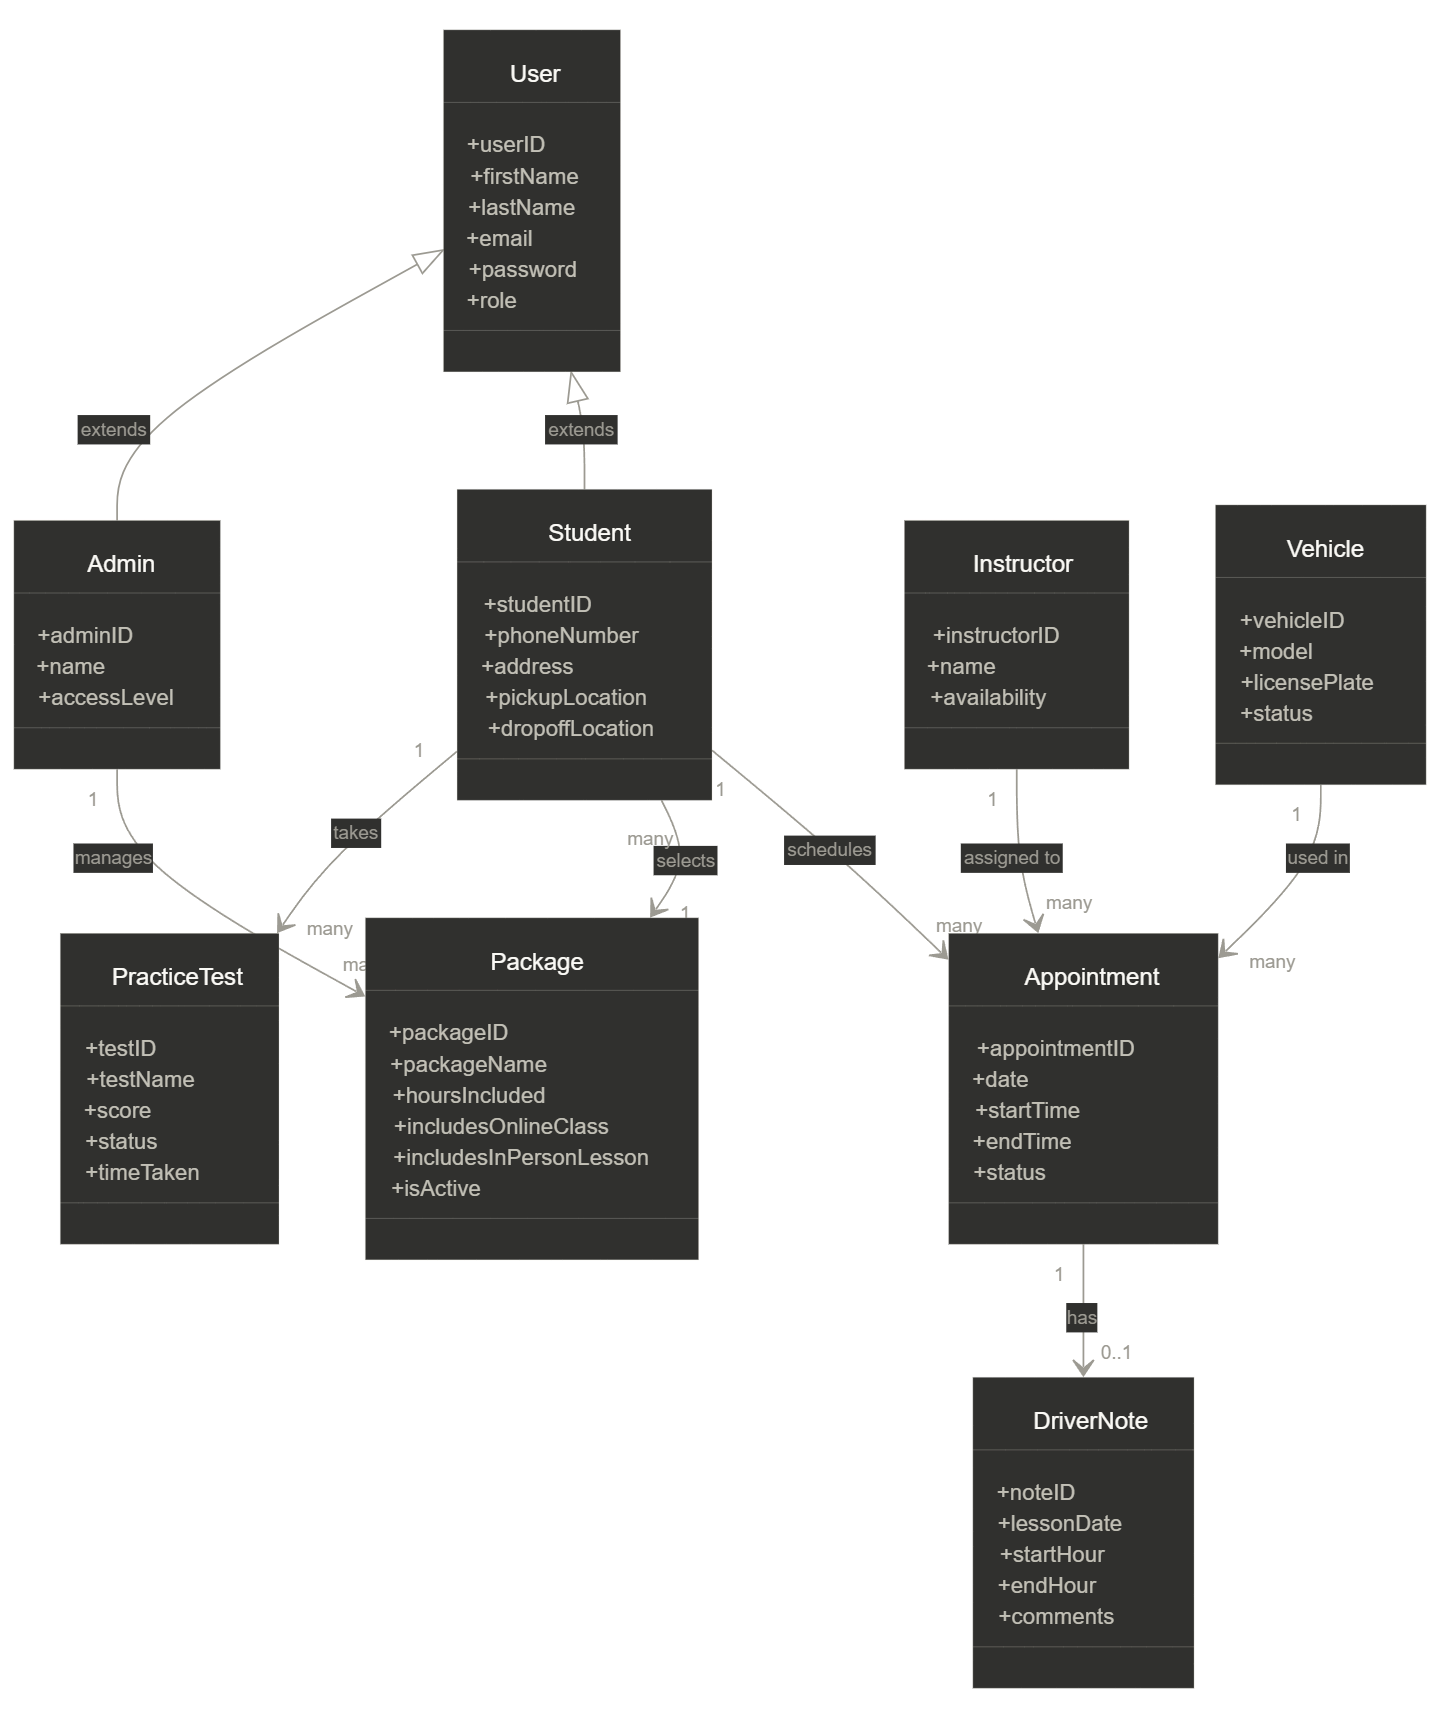 User
+userID
+firstName
+lastName
+email
+password
+role
extends
extends
Admin
+adminID
+name
+accessLevel
Student
+studentID
+phoneNumber
+address
+pickupLocation
+dropoffLocation
Instructor
+instructorID
+name
+availability
Vehicle
+vehicleID
+model
+licensePlate
+status
1
manages
1
takes
many
selects
1
schedules
1
assigned to
1
used in
many
ma
1
many
many
many
PracticeTest
+testID
+testName
+score
+status
+timeTaken
Package
+packageID
+packageName
+hoursIncluded
+includesOnlineClass
+includesInPersonLesson
+isActive
Appointment
+appointmentID
+date
+startTime
+endTime
+status
1
has
0..1
DriverNote
+noteID
+lessonDate
+startHour
+endHour
+comments